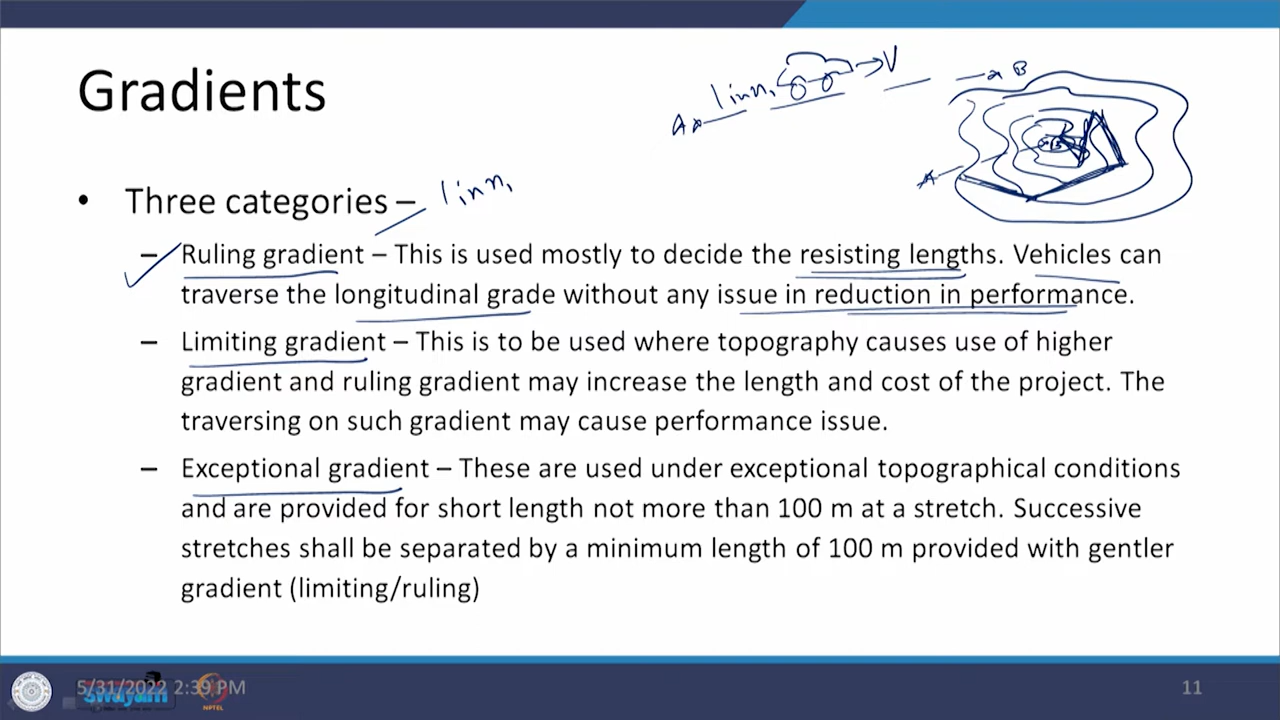 Gradients
A
1 in n,
V
B
A
B
• Three categories –
1 in n,
– Ruling gradient – This is used mostly to decide the resisting lengths. Vehicles can
traverse the longitudinal grade without any issue in reduction in performance.
– Limiting gradient – This is to be used where topography causes use of higher
gradient and ruling gradient may increase the length and cost of the project. The
traversing on such gradient may cause performance issue.
– Exceptional gradient – These are used under exceptional topographical conditions
and are provided for short length not more than 100 m at a stretch. Successive
stretches shall be separated by a minimum length of 100 m provided with gentler
gradient (limiting/ruling)
5/31/2022 2:39 PM
swayam
NPTEL
11